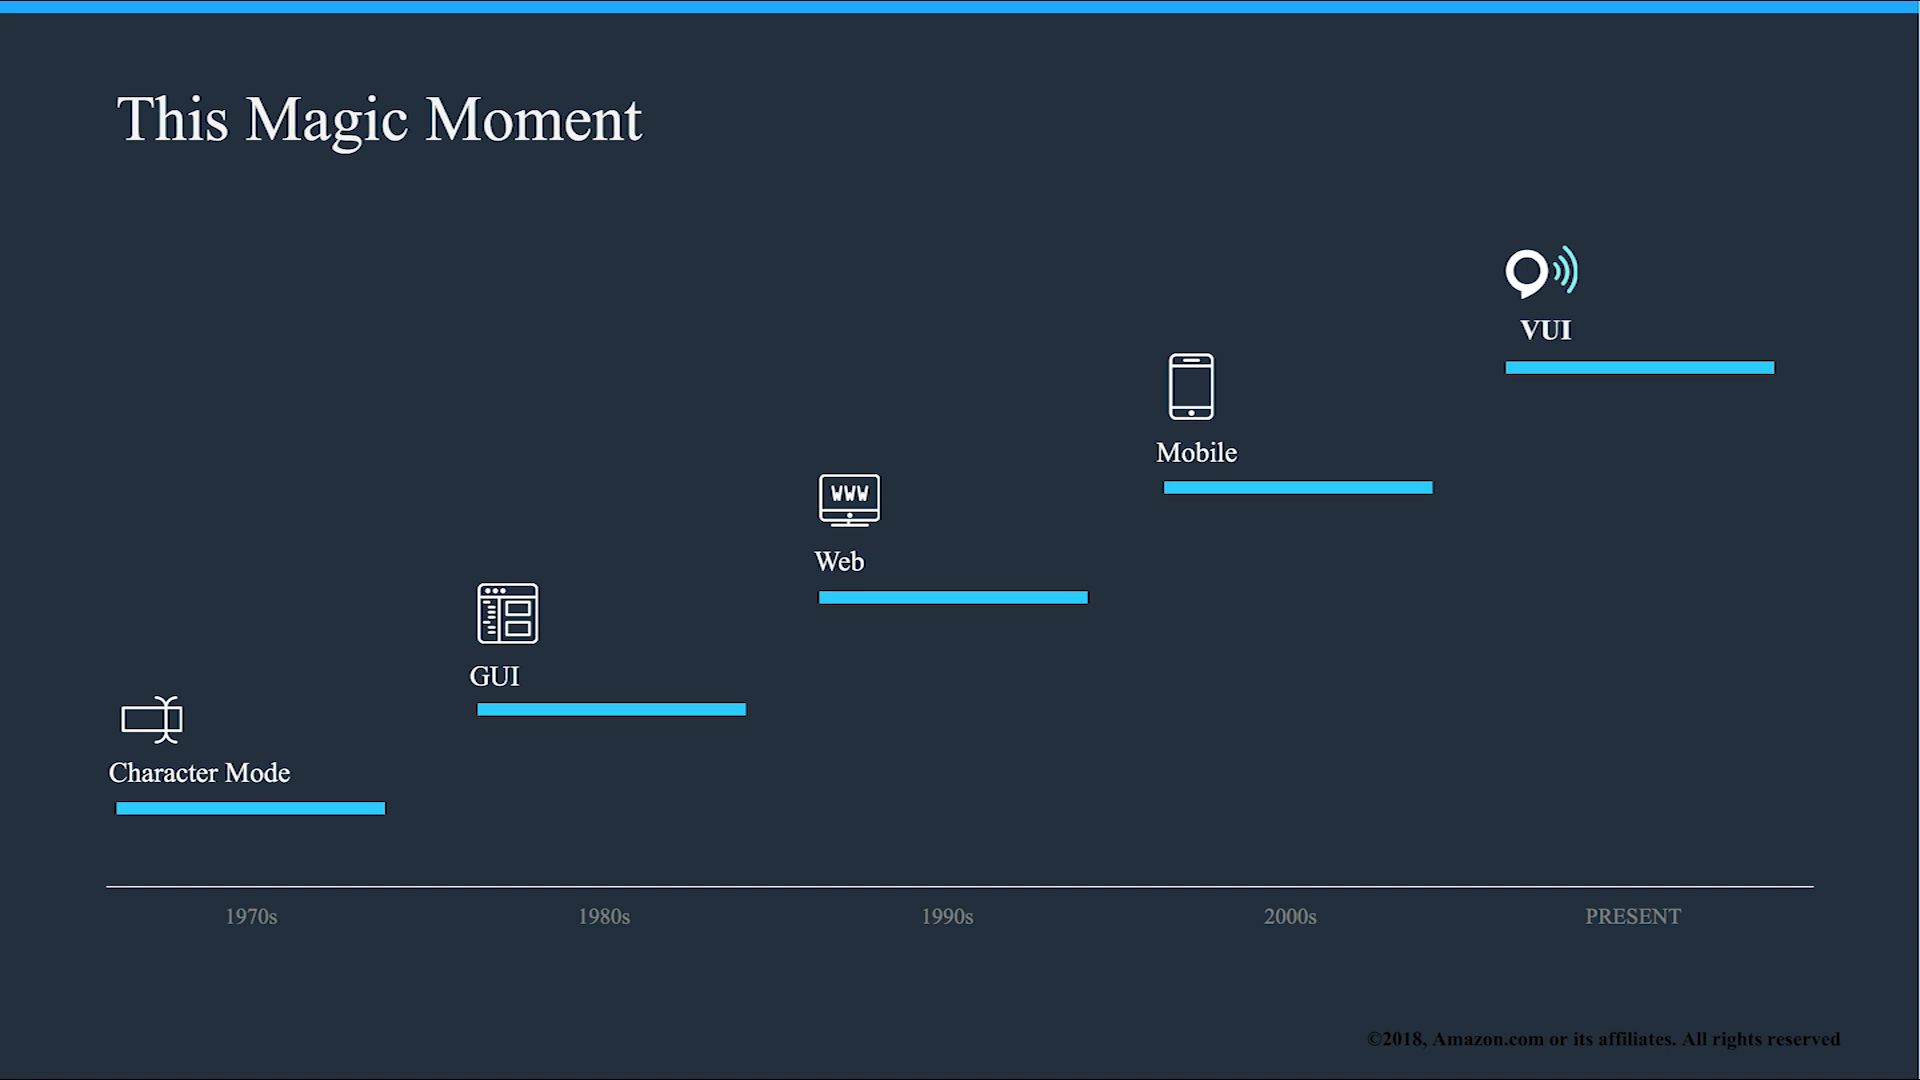 This Magic Moment
VUI
Mobile
WWW
Web
GUI
Character Mode
1970s
1980s
1990s
2000s
PRESENT
©2018, Amazon.com or its affiliates. All rights reserved